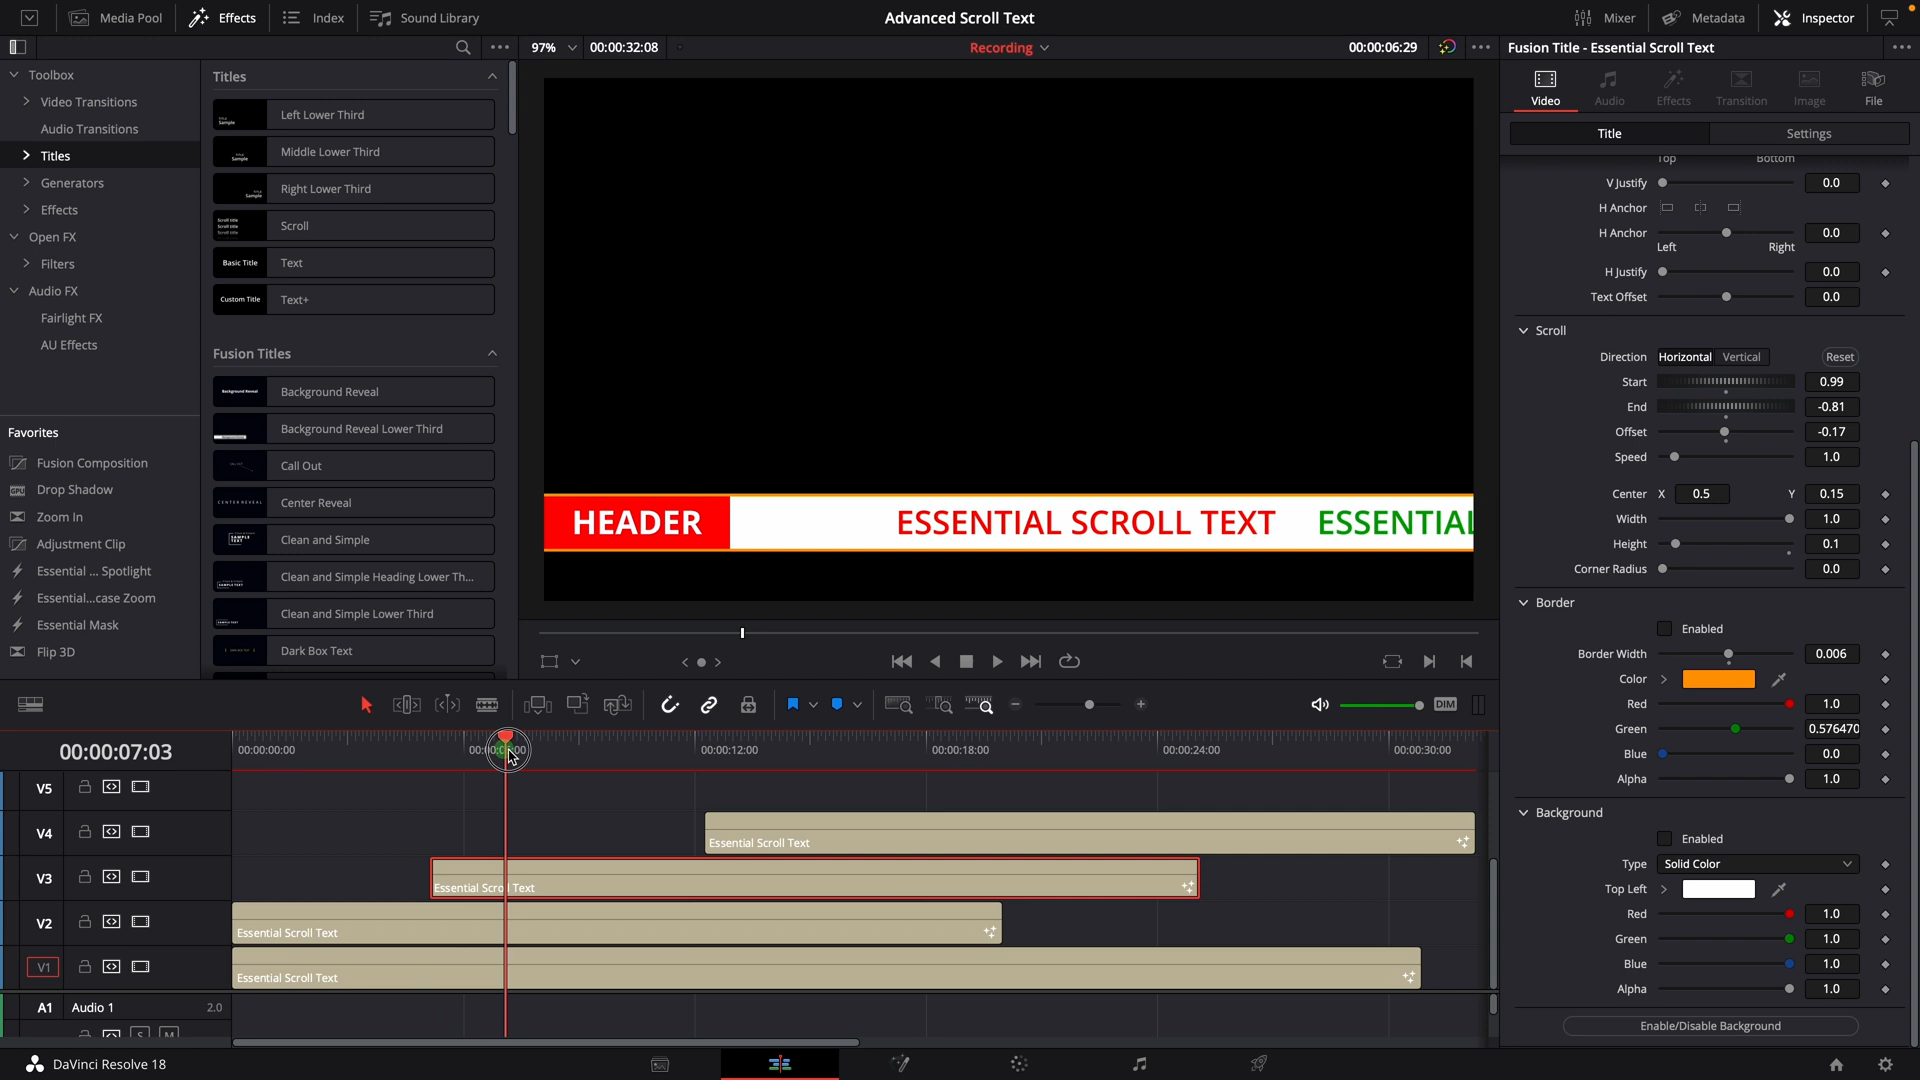 Media Pool
Effects
Index
Sound Library
Advanced Scroll Text
Mixer
Metadata
Inspector
97%
00:00:32:08
Recording
00:00:06:29
Fusion Title - Essential Scroll Text
Toolbox
Video Transitions
Audio Transitions
Titles
Generators
Effects
Open FX
Filters
Audio FX
Fairlight FX
AU Effects
Favorites
Fusion Composition
Drop Shadow
Zoom In
Adjustment Clip
Essential ... Spotlight
Essential...case Zoom
Essential Mask
Flip 3D
Titles
Left Lower Third
Middle Lower Third
Right Lower Third
Scroll
Basic Title
Text
Custom Title
Text+
Fusion Titles
Background Reveal
Background Reveal Lower Third
Call Out
Center Reveal
Clean and Simple
Clean and Simple Heading Lower Th...
Clean and Simple Lower Third
Dark Box Text
HEADER
ESSENTIAL SCROLL TEXT
ESSENTIAL
Video
Audio
Effects
Transition
Image
File
Title
Settings
Top
Bottom
V Justify
0.0
H Anchor
H Anchor
0.0
Left
Right
H Justify
0.0
Text Offset
0.0
Scroll
Direction
Horizontal
Vertical
Reset
Start
0.99
End
-0.81
Offset
-0.17
Speed
1.0
Center
X
0.5
Y
0.15
Width
1.0
Height
0.1
Corner Radius
0.0
Border
Enabled
Border Width
0.006
Color
Red
1.0
Green
0.576470
Blue
0.0
Alpha
1.0
Background
Enabled
Type
Solid Color
Top Left
Red
1.0
Green
1.0
Blue
1.0
Alpha
1.0
Enable/Disable Background
DIM
00:00:07:03
00:00:00:00
00:00:12:00
00:00:18:00
00:00:24:00
00:00:30:00
V5
V4
Essential Scroll Text
V3
Essential Scroll Text
V2
Essential Scroll Text
V1
Essential Scroll Text
A1
Audio 1
2.0
S
M
DaVinci Resolve 18